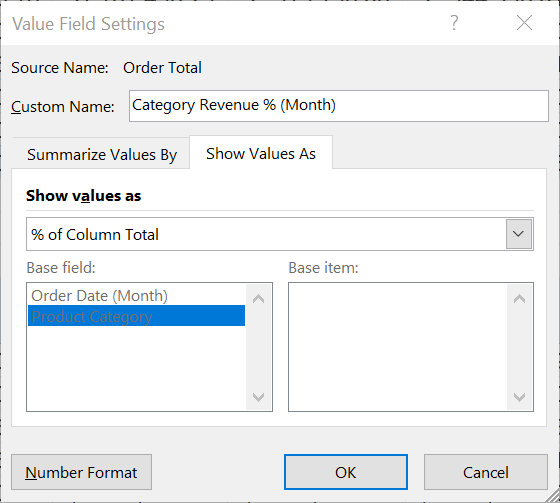 Value Field Settings
?
Source Name: Order Total
Custom Name: Category Revenue % (Month)
Summarize Values By
Show Values As
Show values as
% of Column Total
Base field:
Base item:
Order Date (Month)
Product Category
Number Format
OK
Cancel